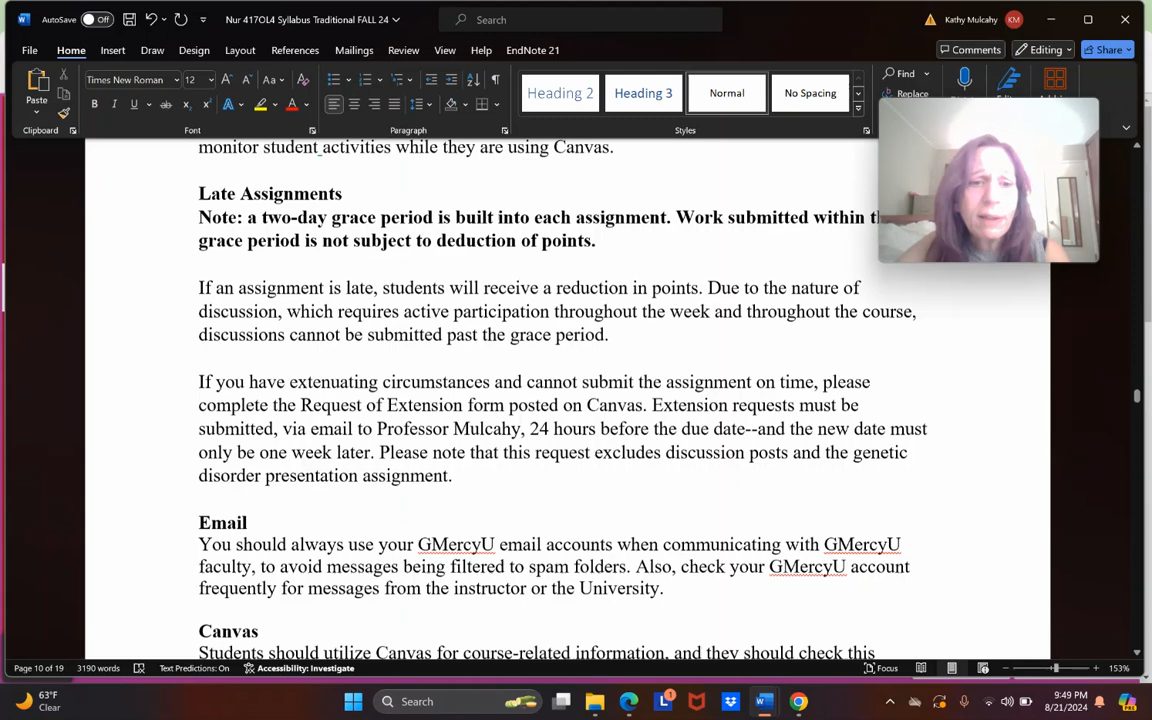 AutoSave Off Nur 417OL4 Syllabus Traditional FALL 24 Search Kathy Mulcahy KM
File Home Insert Draw Design Layout References Mailings Review View Help EndNote 21 Comments Editing Share
Paste Times New Roman 12 Aa Heading 2 Heading 3 Normal No Spacing Find
Replace
Clipboard Font Paragraph Styles
monitor student activities while they are using Canvas.
Late Assignments
Note: a two-day grace period is built into each assignment. Work submitted within
grace period is not subject to deduction of points.
If an assignment is late, students will receive a reduction in points. Due to the nature of
discussion, which requires active participation throughout the week and throughout the course,
discussions cannot be submitted past the grace period.
If you have extenuating circumstances and cannot submit the assignment on time, please
complete the Request of Extension form posted on Canvas. Extension requests must be
submitted, via email to Professor Mulcahy, 24 hours before the due date--and the new date must
only be one week later. Please note that this request excludes discussion posts and the genetic
disorder presentation assignment.
Email
You should always use your GMercyU email accounts when communicating with GMercyU
faculty, to avoid messages being filtered to spam folders. Also, check your GMercyU account
frequently for messages from the instructor or the University.
Canvas
Students should utilize Canvas for course-related information, and they should check this
Page 10 of 19 3190 words Text Predictions: On Accessibility: Investigate Focus 153%
63°F
Clear
Search
9:49 PM
8/21/2024